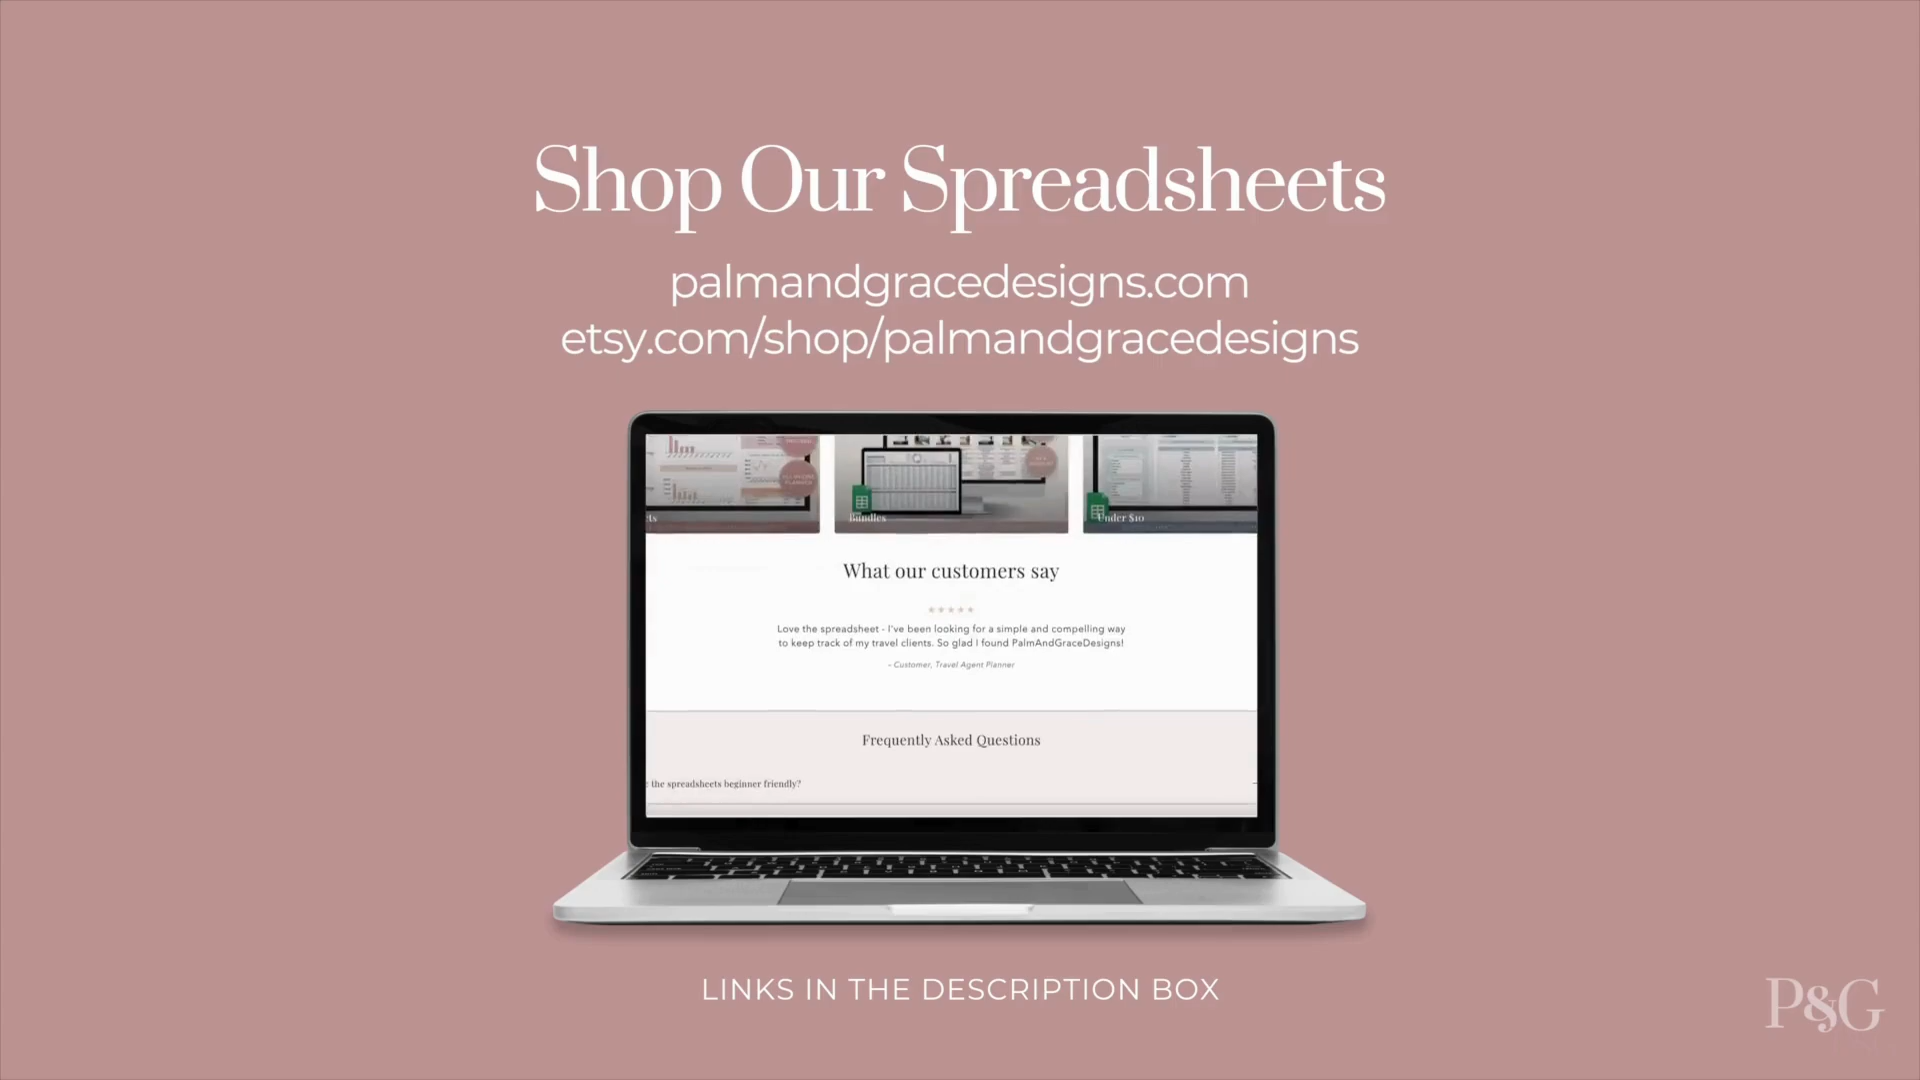 Shop Our Spreadsheets
palmandgracedesigns.com
etsy.com/shop/palmandgracedesigns
Bundles
Under $10
What our customers say
Love the spreadsheet - I've been looking for a simple and compelling way
to keep track of my travel clients. So glad I found PalmAndGraceDesigns!
– Customer, Travel Agent Planner
Frequently Asked Questions
the spreadsheets beginner friendly?
LINKS IN THE DESCRIPTION BOX
P&G